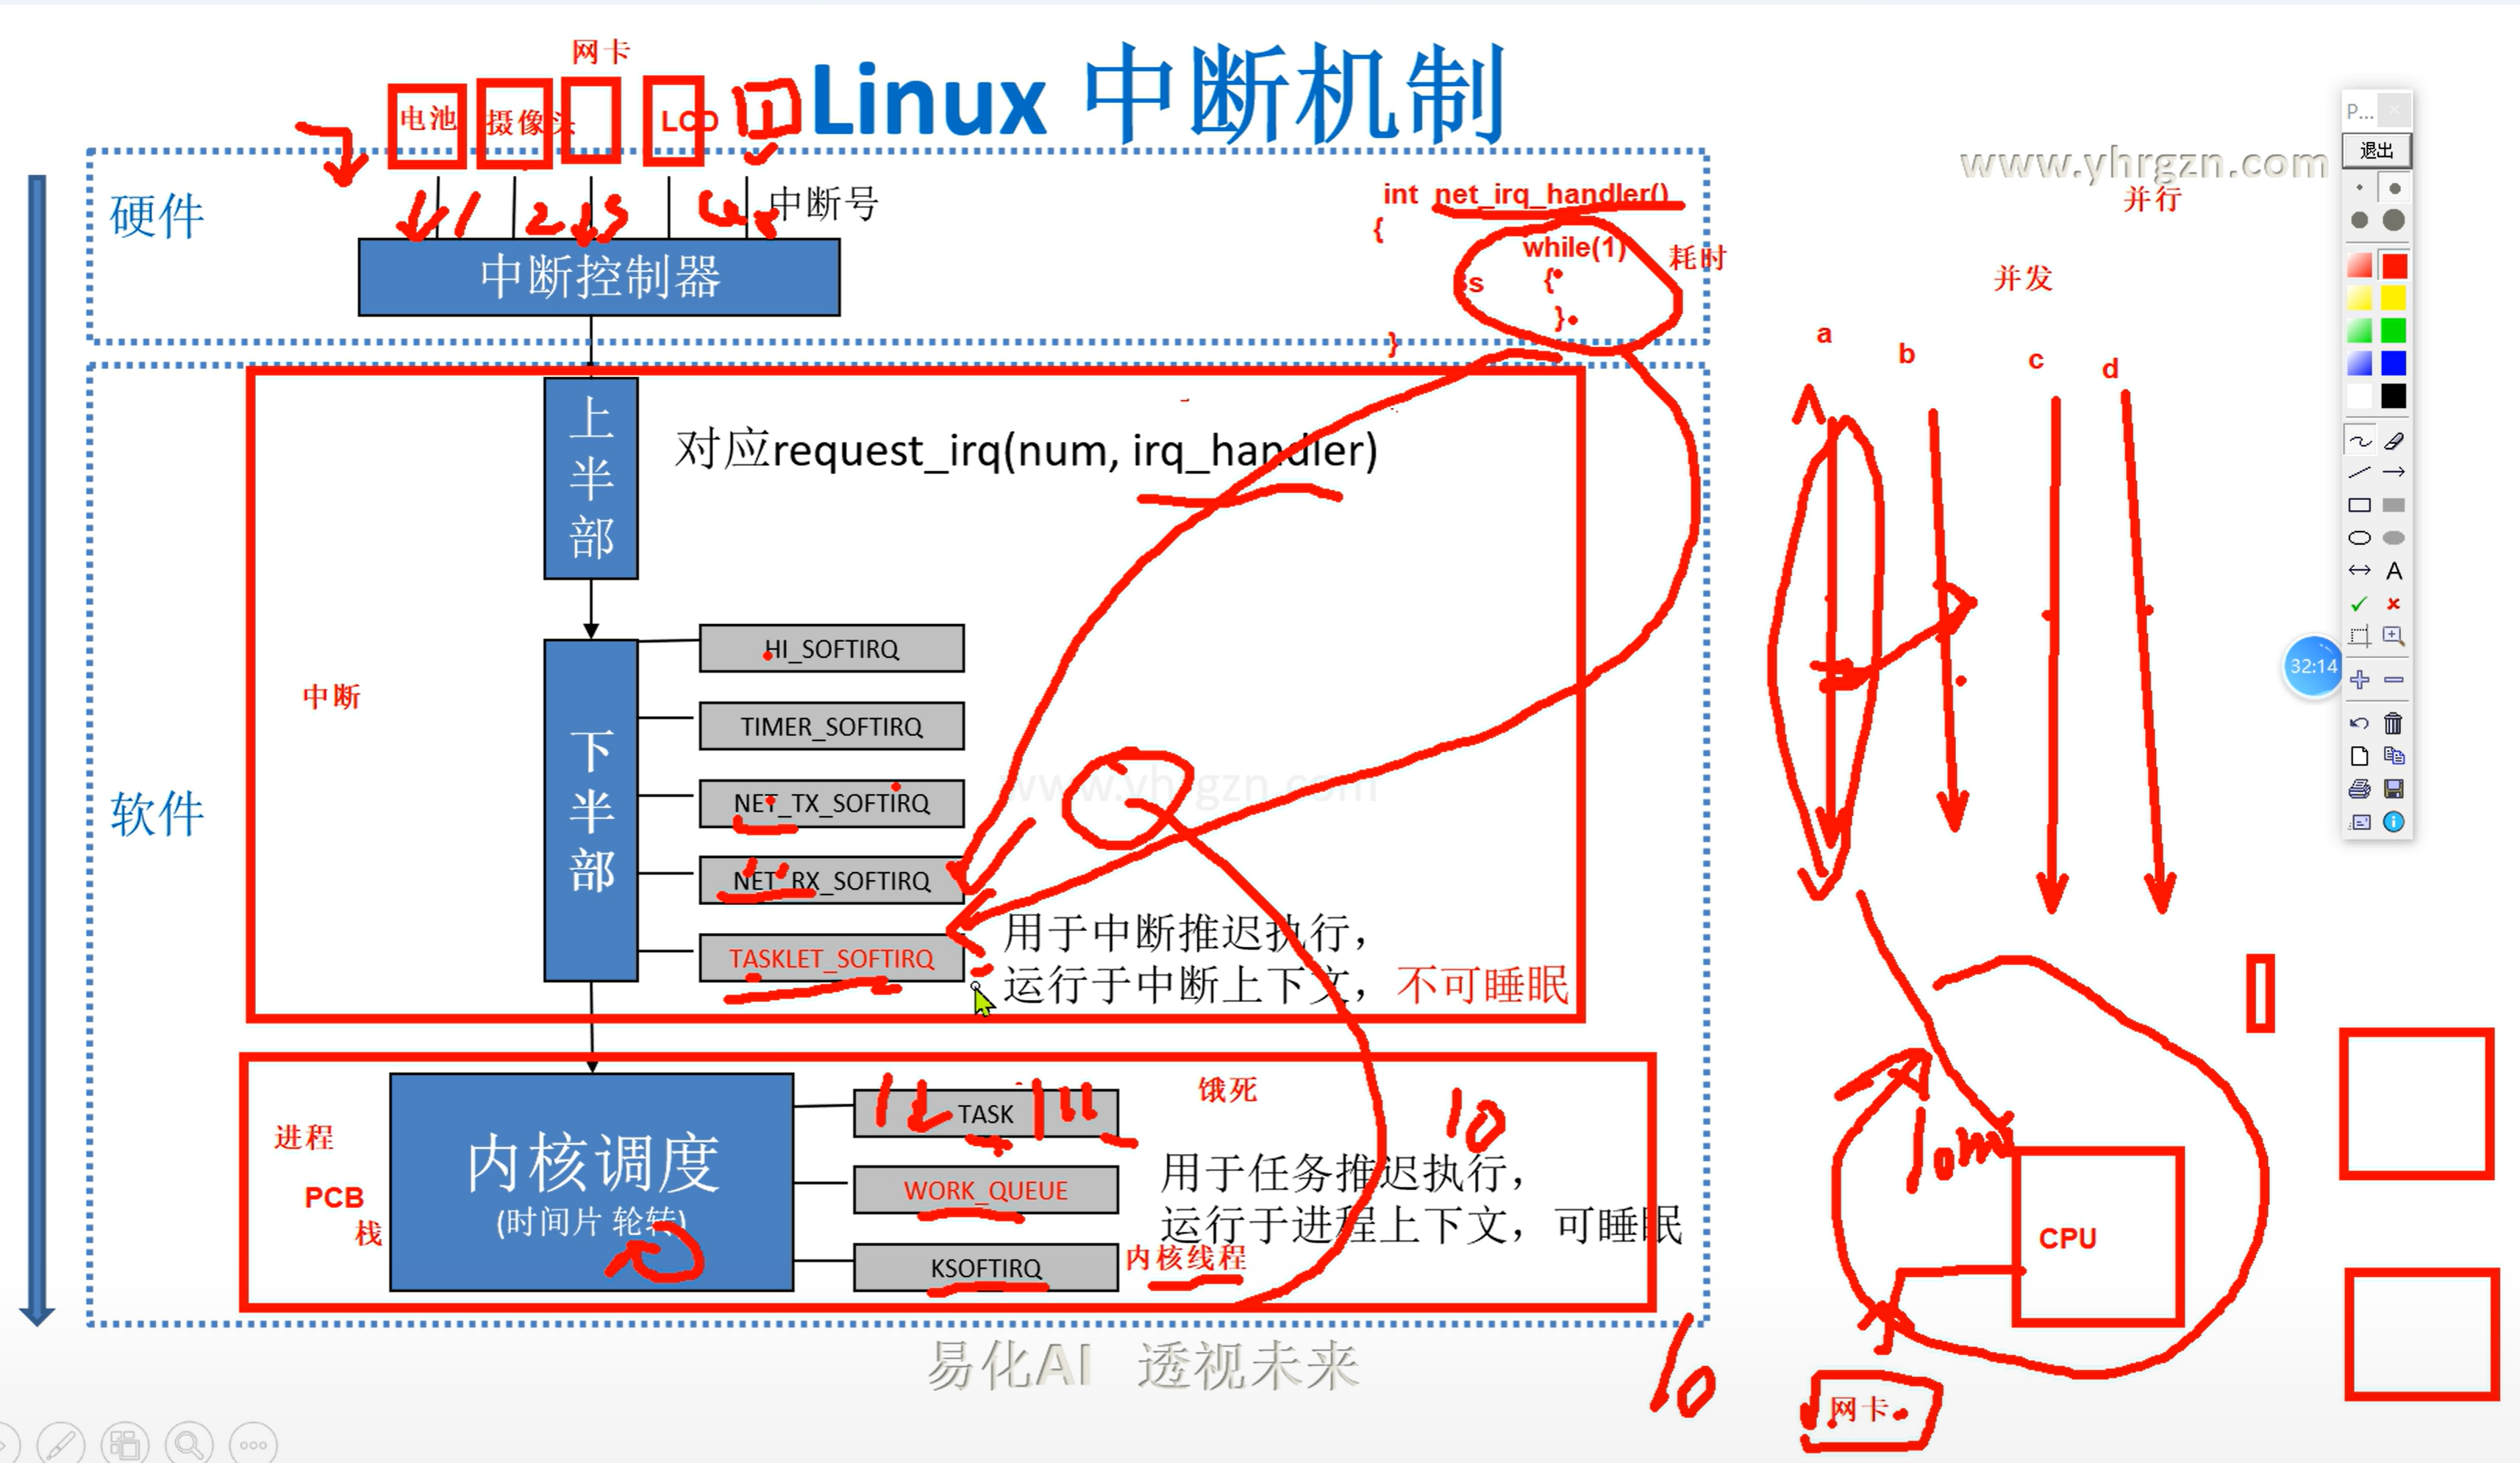 网卡
Linux 中断机制
电池
摄像头
LCD
www.yhrgzn.com
并行
硬件
1
2
3
4
中断号
中断控制器
int net_irq_handler()
{
while(1)
耗时
s
{
}
}
并发
a
b
c
d
上半部
对应request_irq(num, irq_handler)
中断
软件
下半部
HI_SOFTIRQ
TIMER_SOFTIRQ
NET_TX_SOFTIRQ
NET_RX_SOFTIRQ
TASKLET_SOFTIRQ
www.yhrgzn.com
用于中断推迟执行，
运行于中断上下文，不可睡眠
进程
PCB
栈
内核调度
(时间片 轮转)
TASK
WORK_QUEUE
KSOFTIRQ
饿死
10
用于任务推迟执行，
运行于进程上下文，可睡眠
内核线程
10
CPU
网卡
易化AI 透视未来
P...
退出
A
32:14